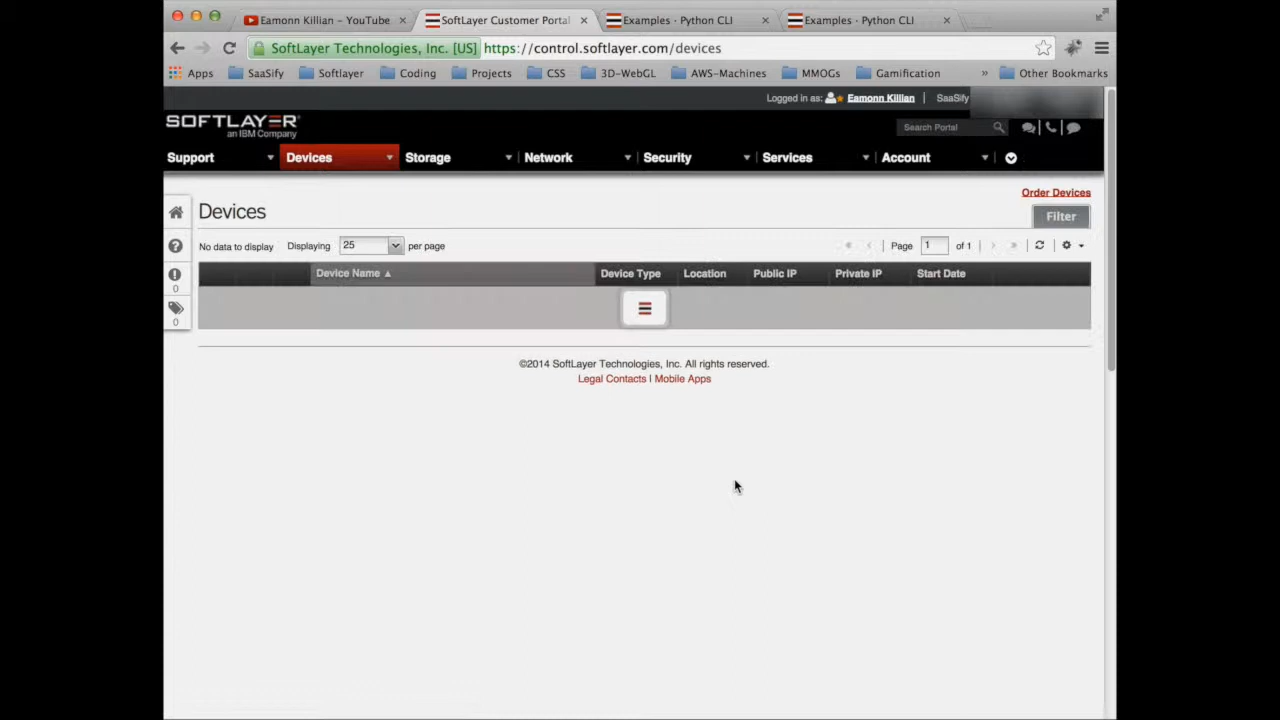 Eamonn Killian - YouTube
SoftLayer Customer Portal
Examples · Python CLI
Examples · Python CLI
SoftLayer Technologies, Inc. [US] https://control.softlayer.com/devices
Apps SaaSify Softlayer Coding Projects CSS 3D-WebGL AWS-Machines MMOGs Gamification » Other Bookmarks
Logged in as: Eamonn Killian | SaaSify
SOFTLAYER®
an IBM Company
Search Portal
Support Devices Storage Network Security Services Account
Order Devices
Devices
Filter
No data to display Displaying 25 per page Page 1 of 1
Device Name Device Type Location Public IP Private IP Start Date
0
0
©2014 SoftLayer Technologies, Inc. All rights reserved.
Legal Contacts | Mobile Apps